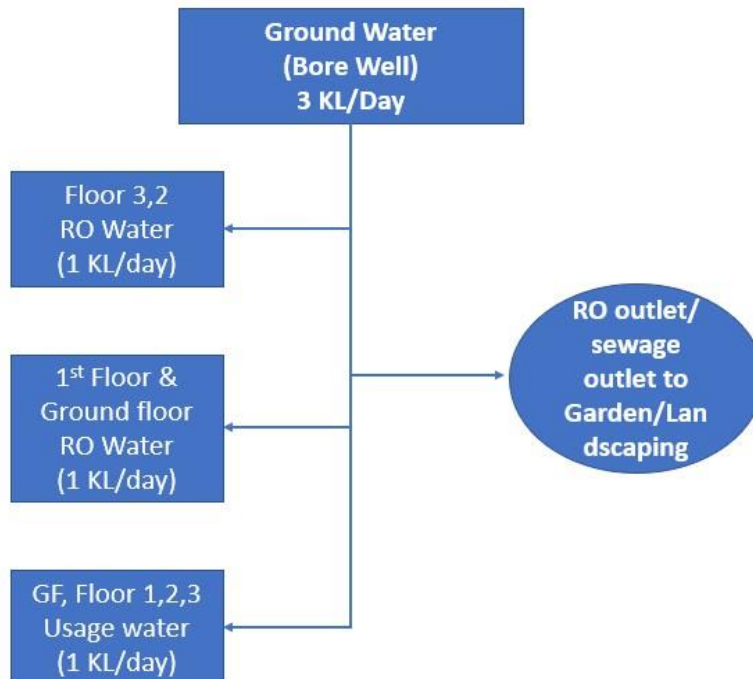 Ground Water
(Bore Well)
3 KL/Day
Floor 3,2
RO Water
(1 KL/day)
1st Floor &
Ground floor
RO Water
(1 KL/day)
RO outlet/
sewage
outlet to
Garden/Lan
dscaping
GF, Floor 1,2,3
Usage water
(1 KL/day)